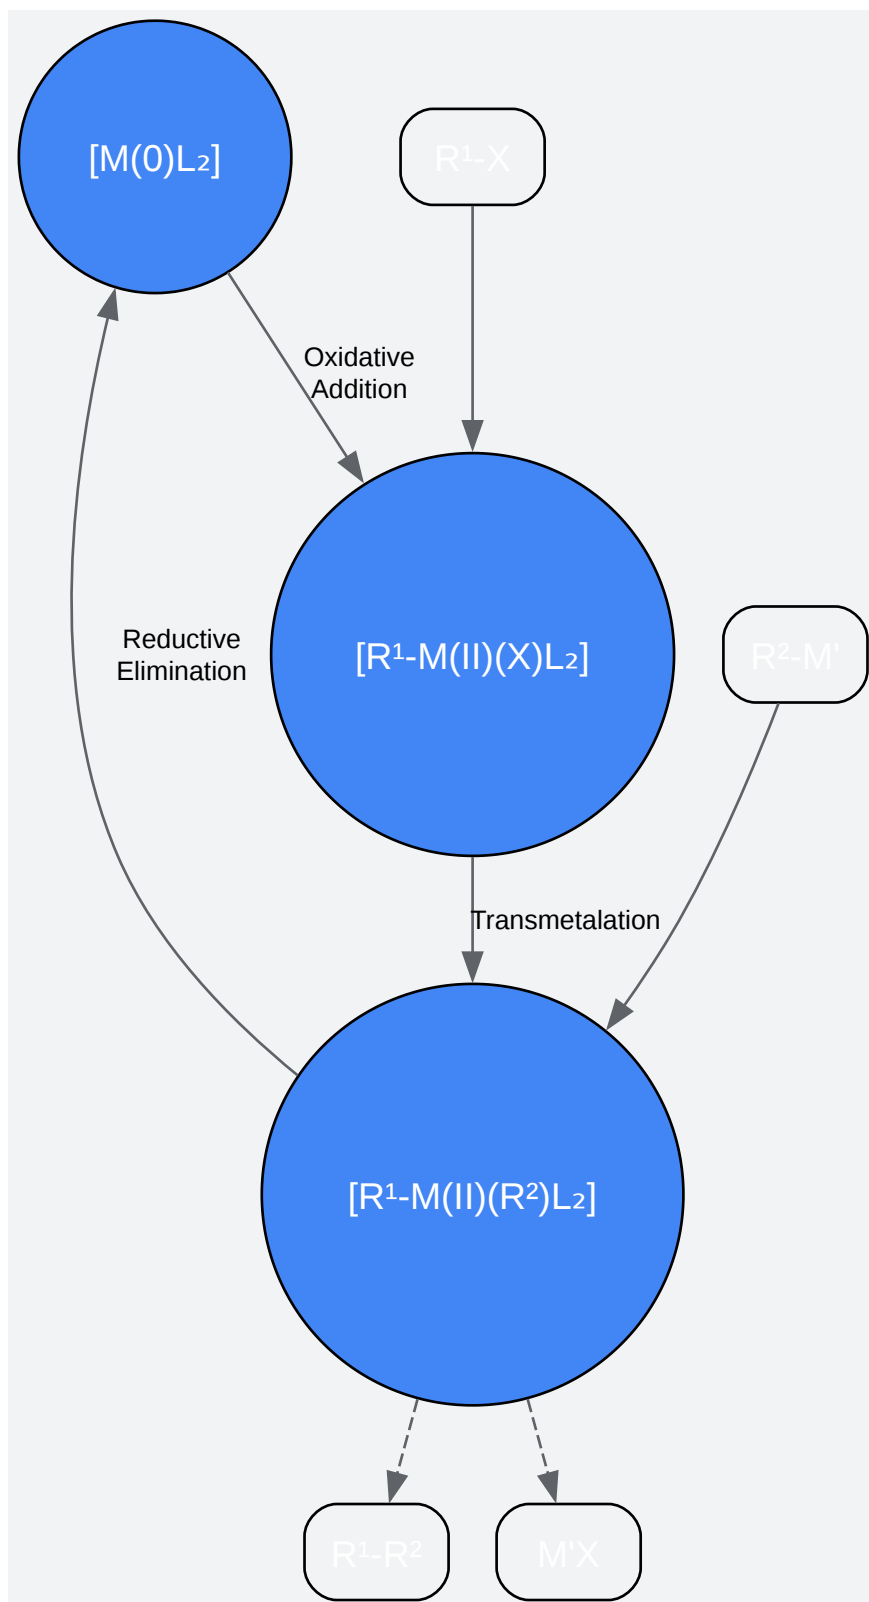 [M(0)L₂]
R¹-X
Oxidative
Addition
Reductive
Elimination
[R¹-M(II)(X)L₂]
R²-M'
Transmetalation
[R¹-M(II)(R²)L₂]
R¹-R²
M'X